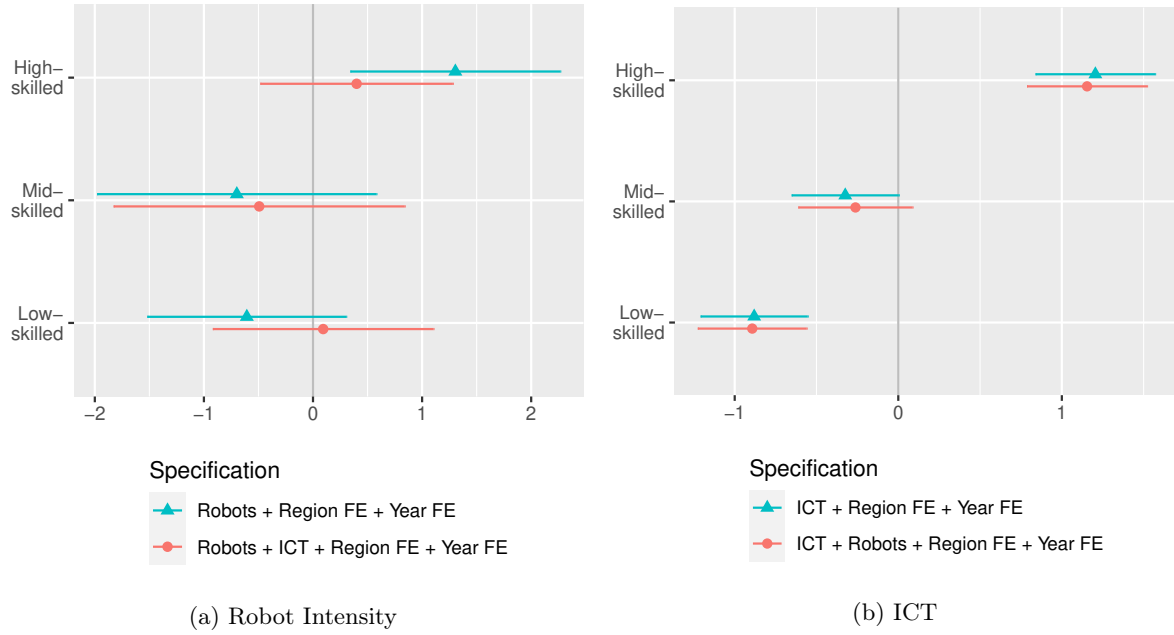 High−
skilled
Mid−
skilled
Low−
skilled
−2 −1 0 1 2
Specification
Robots + Region FE + Year FE
Robots + ICT + Region FE + Year FE
(a) Robot Intensity
High−
skilled
Mid−
skilled
Low−
skilled
−1 0 1
Specification
ICT + Region FE + Year FE
ICT + Robots + Region FE + Year FE
(b) ICT